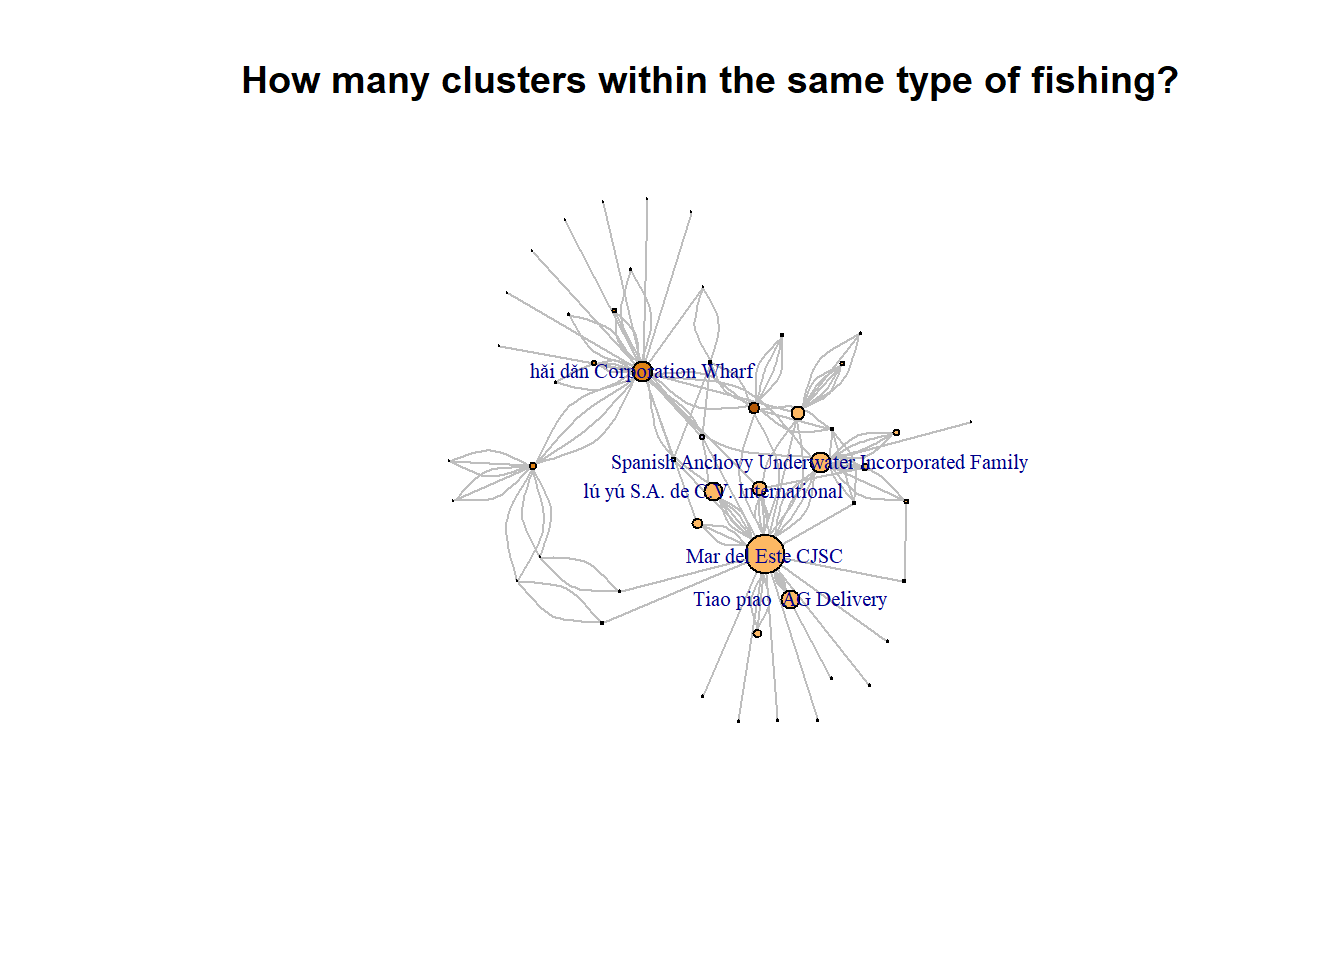 How many clusters within the same type of fishing?
hǎi dǎn Corporation Wharf
Spanish Anchovy Underwater Incorporated Family
lú yú S.A. de C.V. International
Mar del Este CJSC
Tiao piao  AG Delivery